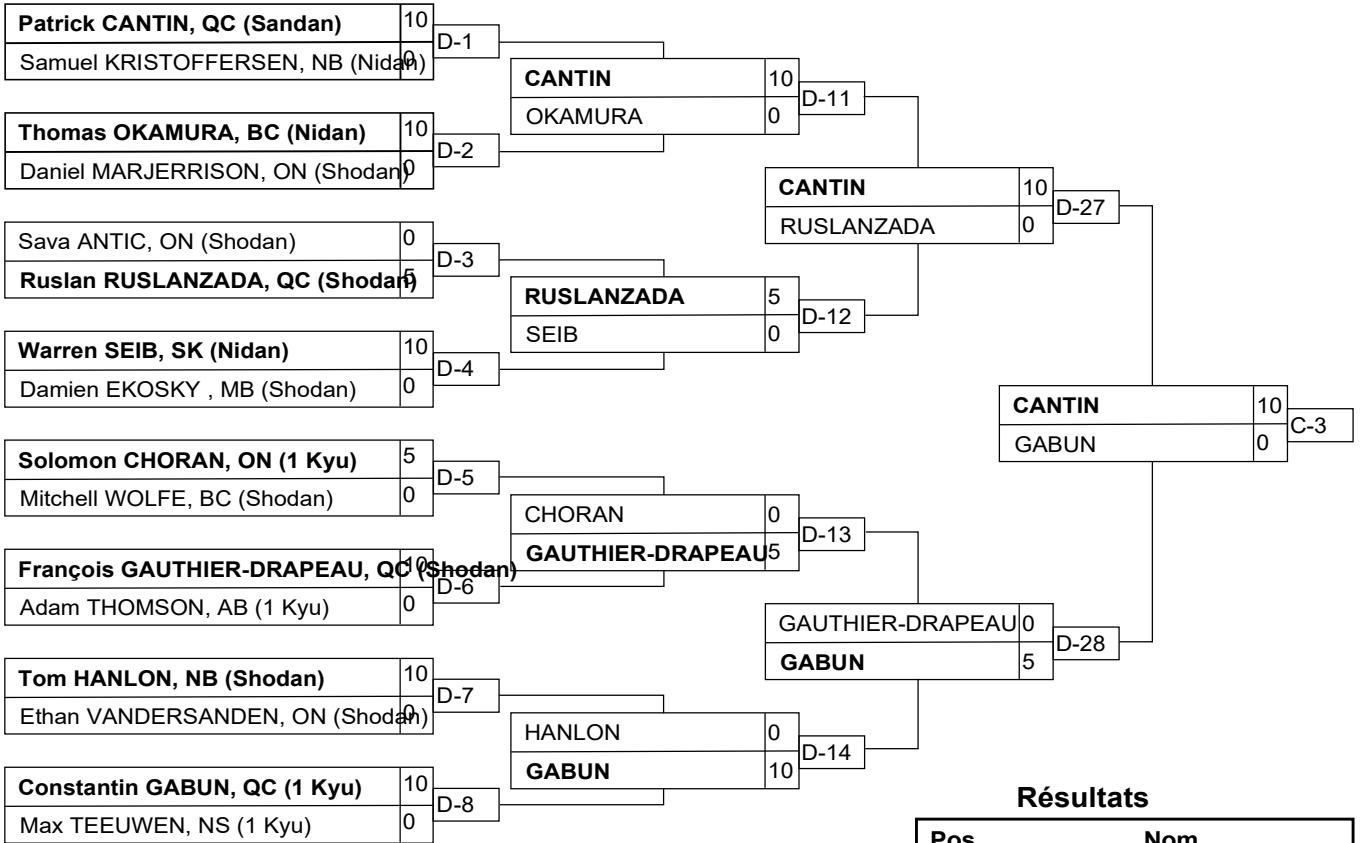 Patrick CANTIN, QC (Sandan) 10
D-1
Samuel KRISTOFFERSEN, NB (Nidan) 0
CANTIN 10
D-11
OKAMURA 0
Thomas OKAMURA, BC (Nidan) 10
D-2
Daniel MARJERRISON, ON (Shodan) 0
CANTIN 10
D-27
RUSLANZADA 0
Sava ANTIC, ON (Shodan) 0
D-3
Ruslan RUSLANZADA, QC (Shodan) 5
RUSLANZADA 5
D-12
SEIB 0
Warren SEIB, SK (Nidan) 10
D-4
Damien EKOSKY , MB (Shodan) 0
CANTIN 10
C-3
GABUN 0
Solomon CHORAN, ON (1 Kyu) 5
D-5
Mitchell WOLFE, BC (Shodan) 0
CHORAN 0
D-13
GAUTHIER-DRAPEAU 5
François GAUTHIER-DRAPEAU, QC (Shodan) 10
D-6
Adam THOMSON, AB (1 Kyu) 0
GAUTHIER-DRAPEAU 0
D-28
GABUN 5
Tom HANLON, NB (Shodan) 10
D-7
Ethan VANDERSANDEN, ON (Shodan) 0
HANLON 0
D-14
GABUN 10
Constantin GABUN, QC (1 Kyu) 10
D-8
Max TEEUWEN, NS (1 Kyu) 0
Résultats
Pos Nom